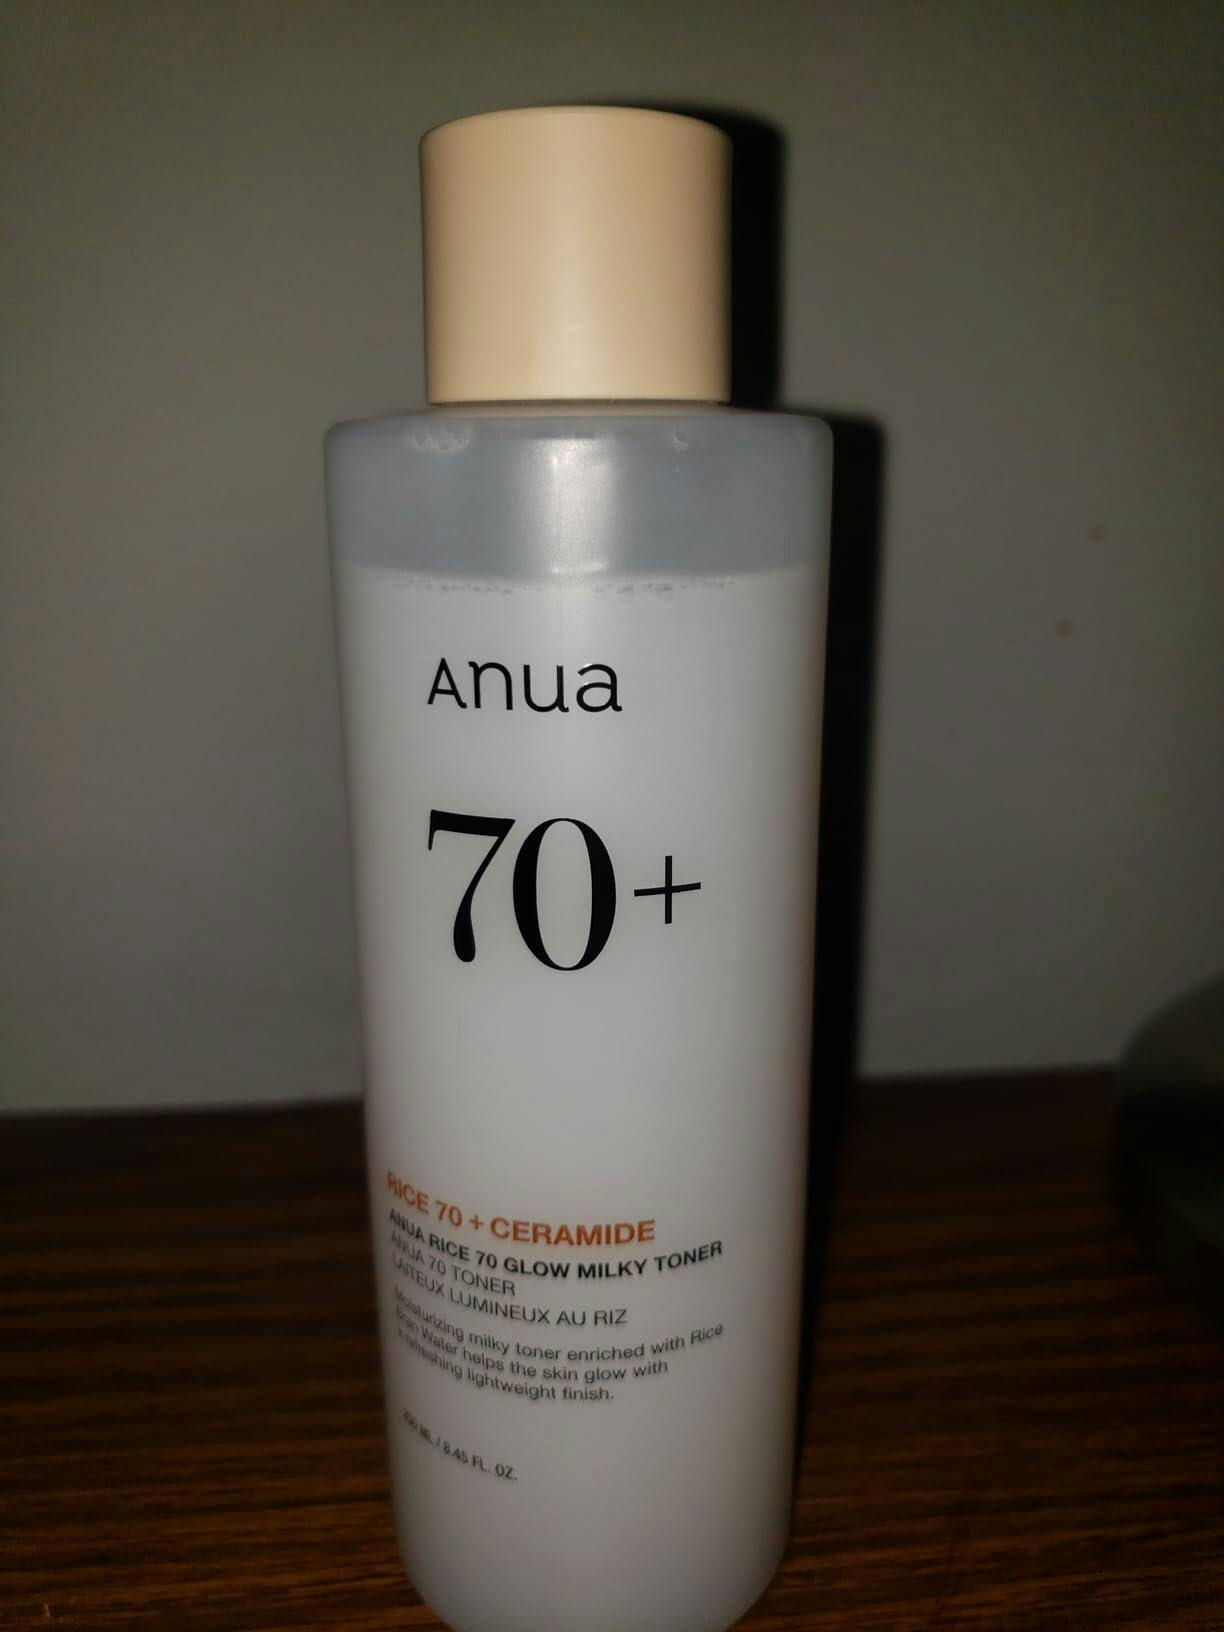 Anua
70+
RICE 70 + CERAMIDE
ANUA RICE 70 GLOW MILKY TONER
ANUA 70 TONER
LAITEUX LUMINEUX AU RIZ
Moisturizing milky toner enriched with Rice
Bran Water helps the skin glow with
a refreshing lightweight finish.
250 ML / 8.45 FL. OZ.